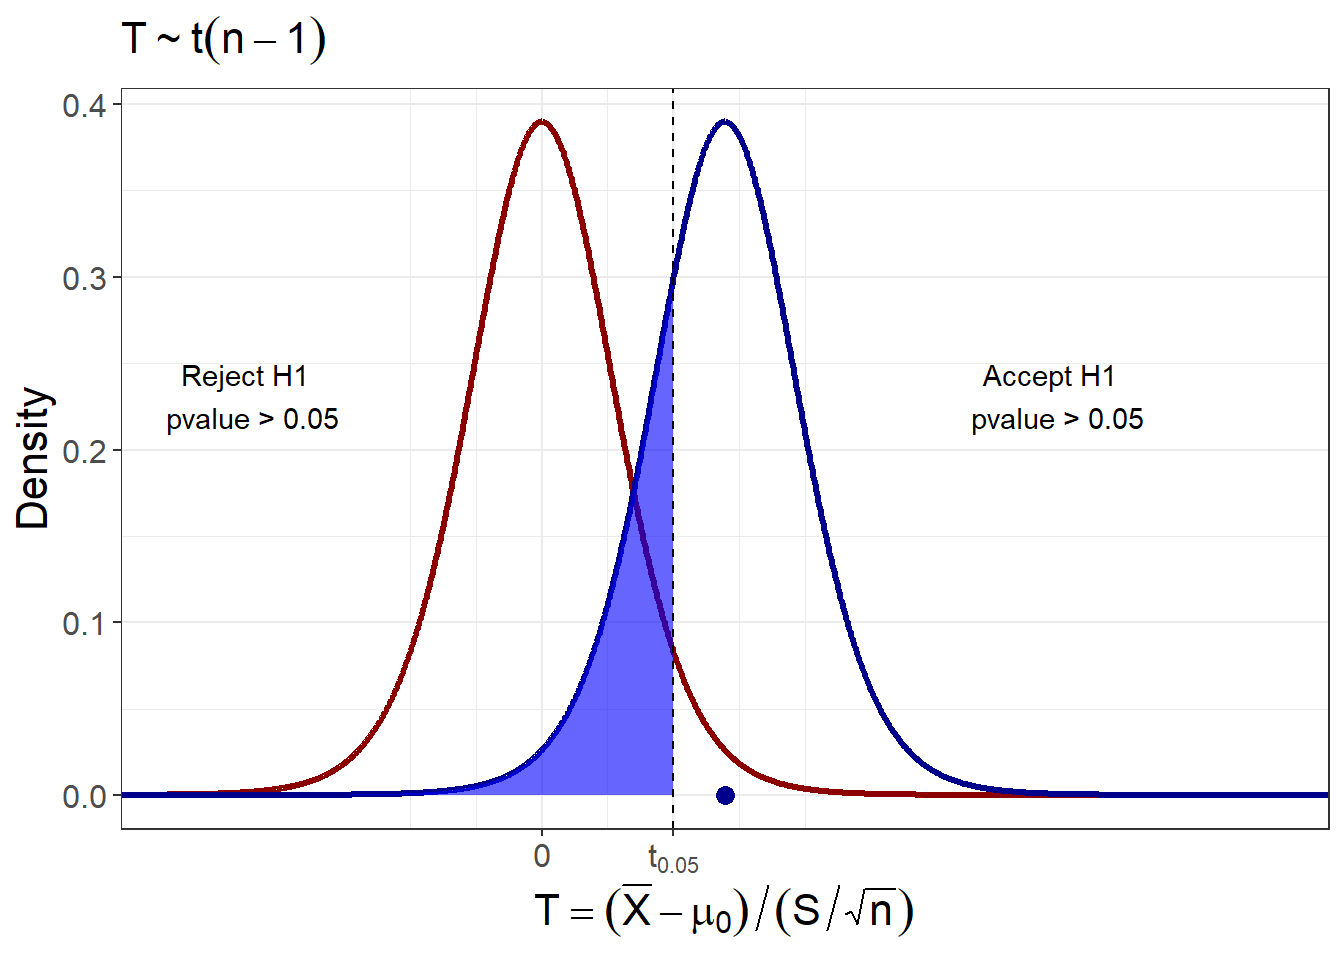 T ~ t(n − 1)
0.4
0.3
0.2
0.1
0.0
Density
Reject H1
pvalue > 0.05
Accept H1
pvalue > 0.05
0
t₀.₀₅
T = (X̅ − μ₀)/(S/√n)